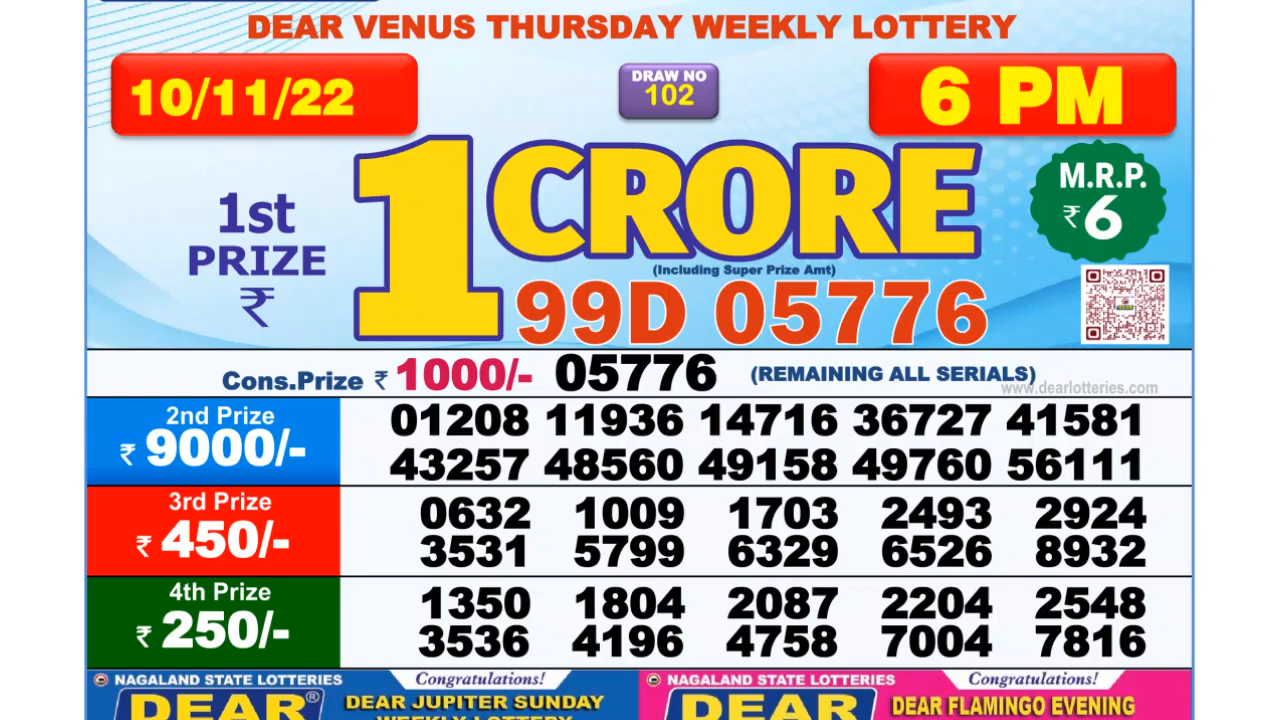 DEAR VENUS THURSDAY WEEKLY LOTTERY
10/11/22
DRAW NO
102
6 PM
1st
PRIZE
₹
1 CRORE
(Including Super Prize Amt)
99D 05776
M.R.P.
₹ 6
Cons.Prize ₹ 1000/- 05776 (REMAINING ALL SERIALS)
www.dearlotteries.com
2nd Prize
₹ 9000/-
01208 11936 14716 36727 41581
43257 48560 49158 49760 56111
3rd Prize
₹ 450/-
0632 1009 1703 2493 2924
3531 5799 6329 6526 8932
4th Prize
₹ 250/-
1350 1804 2087 2204 2548
3536 4196 4758 7004 7816
NAGALAND STATE LOTTERIES
DEAR®
Congratulations!
DEAR JUPITER SUNDAY
WEEKLY LOTTERY
NAGALAND STATE LOTTERIES
DEAR
Congratulations!
DEAR FLAMINGO EVENING